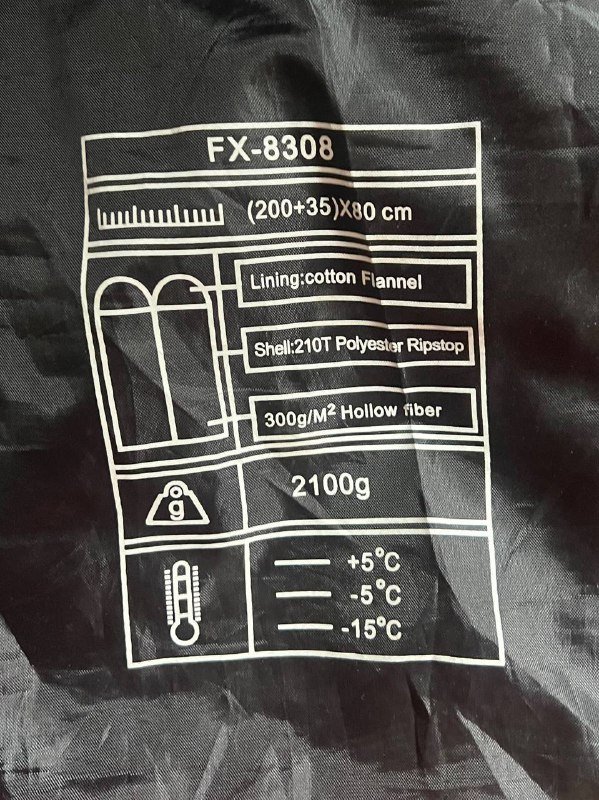 FX-8308
(200+35)X80 cm
Lining:cotton Flannel
Shell:210T Polyester Ripstop
300g/M² Hollow fiber
g
2100g
+5°C
-5°C
-15°C